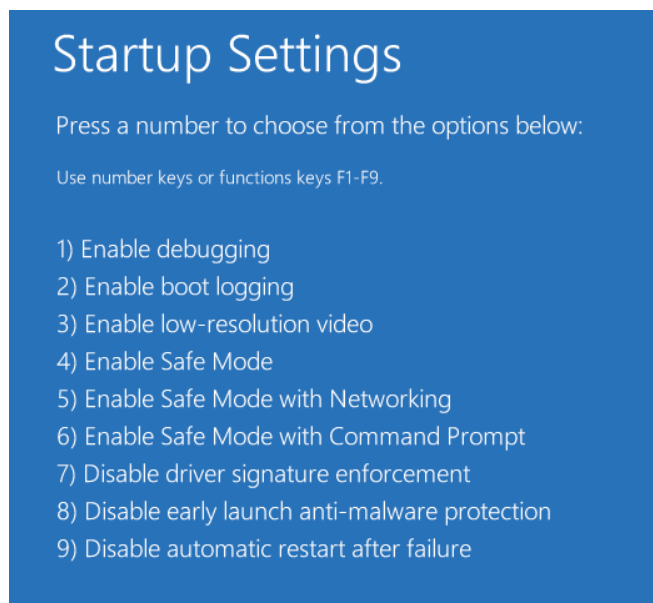 Startup Settings
Press a number to choose from the options below:
Use number keys or functions keys F1-F9.
1) Enable debugging
2) Enable boot logging
3) Enable low-resolution video
4) Enable Safe Mode
5) Enable Safe Mode with Networking
6) Enable Safe Mode with Command Prompt
7) Disable driver signature enforcement
8) Disable early launch anti-malware protection
9) Disable automatic restart after failure